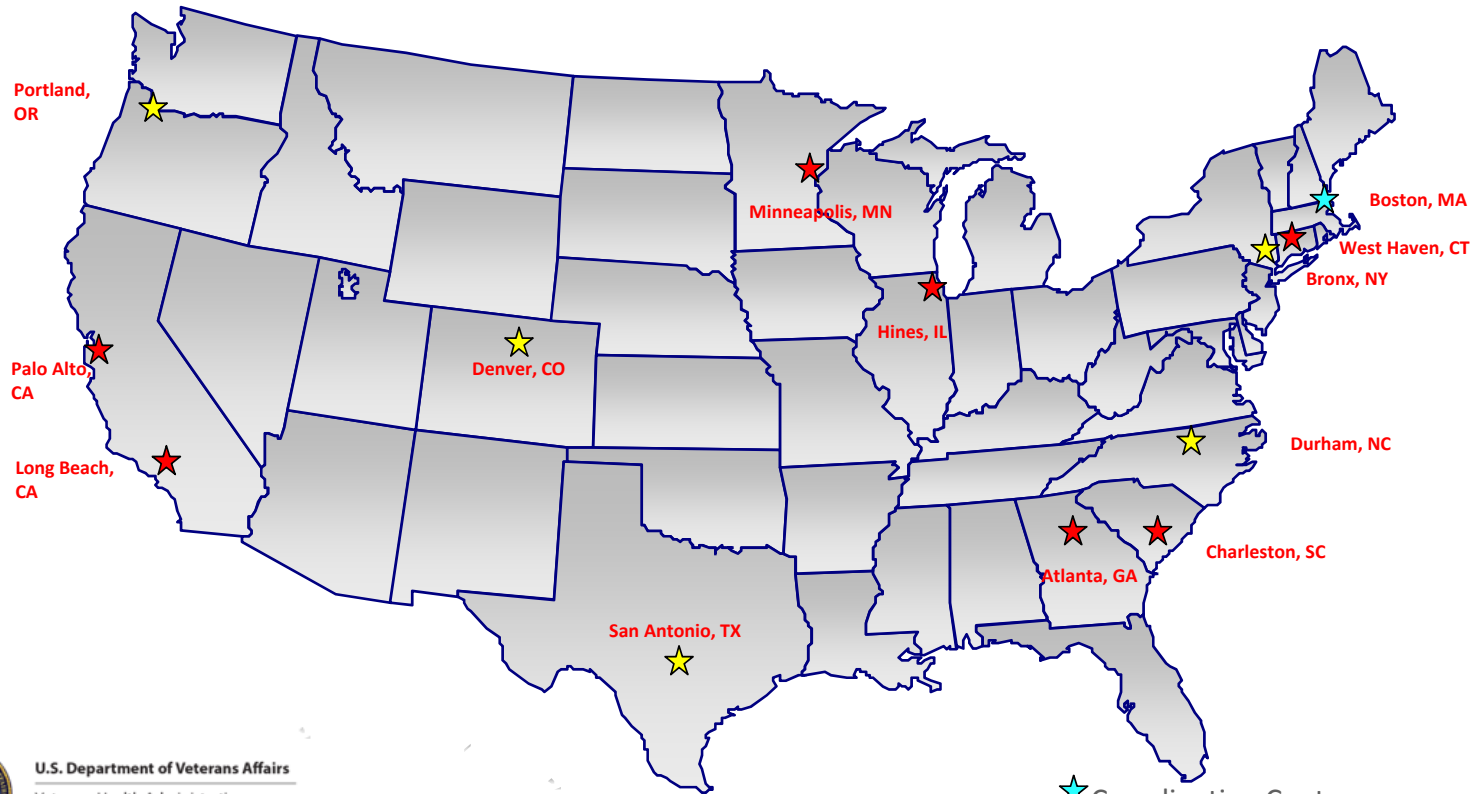 Portland,
OR
Minneapolis, MN
Boston, MA
West Haven, CT
Bronx, NY
Hines, IL
Palo Alto,
CA
Denver, CO
Long Beach,
CA
Durham, NC
Charleston, SC
Atlanta, GA
San Antonio, TX
U.S. Department of Veterans Affairs